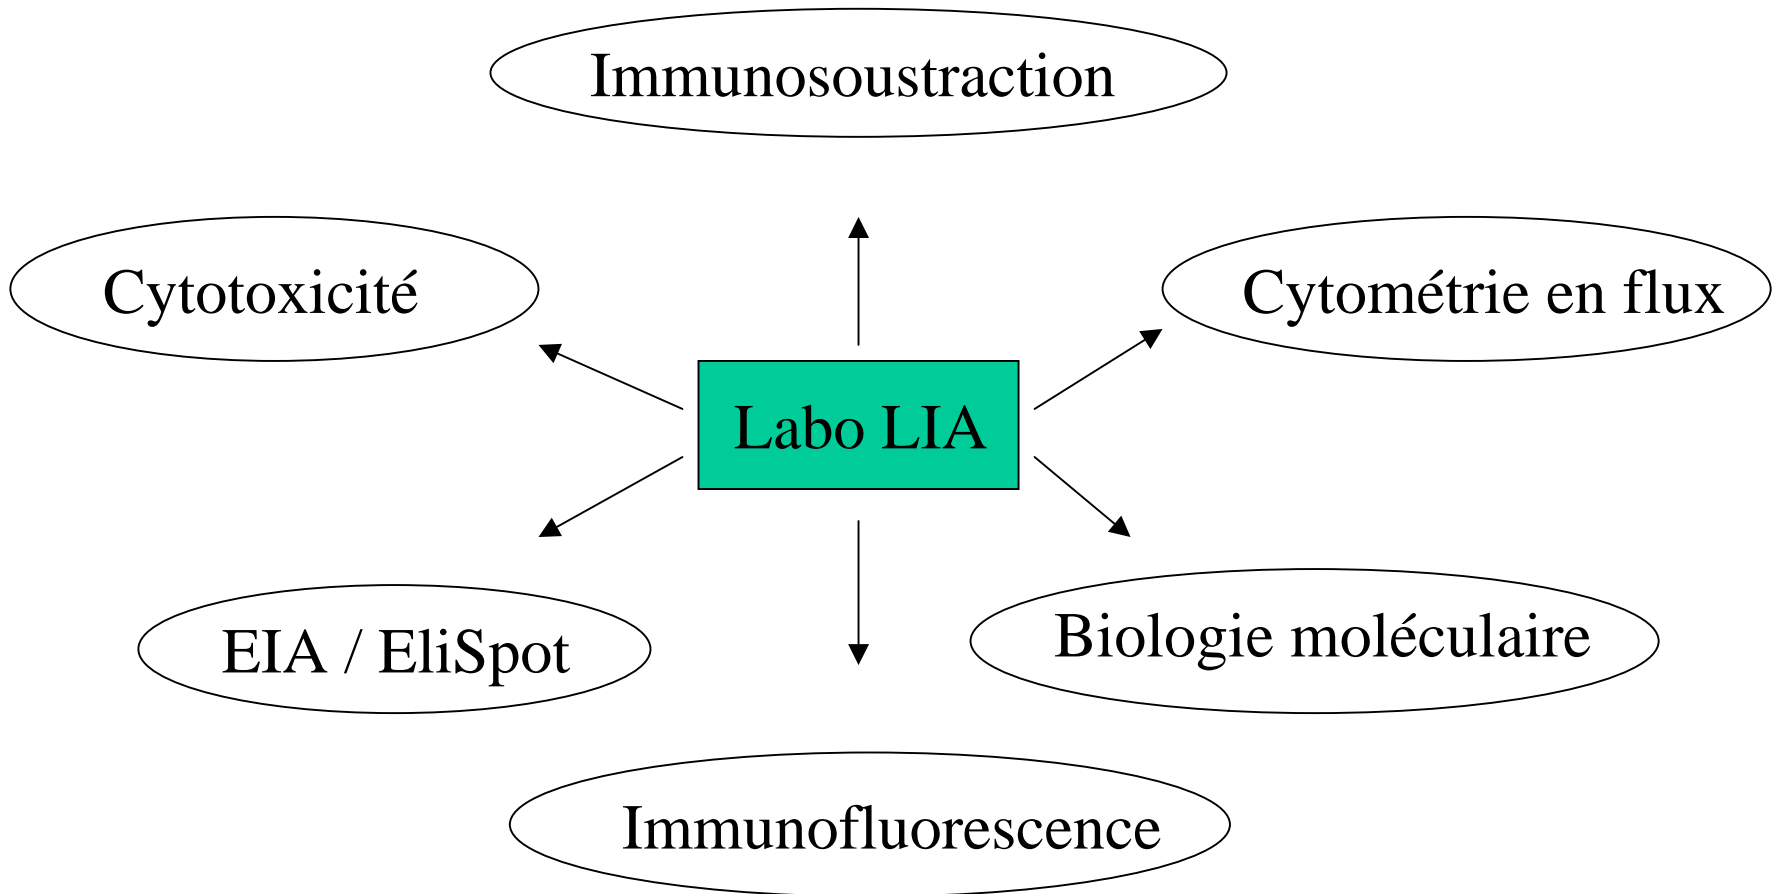 Immunosoustraction
Cytotoxicité
Cytométrie en flux
Labo LIA
EIA / EliSpot
Biologie moléculaire
Immunofluorescence